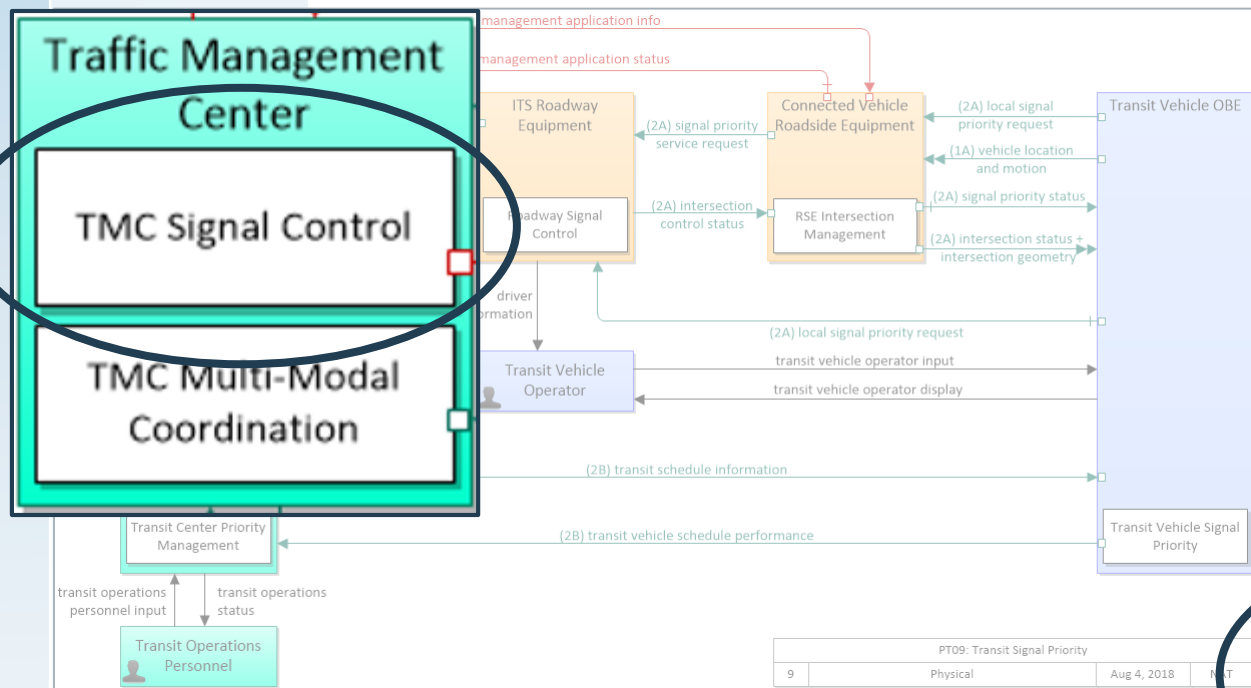 Traffic Management
Center
TMC Signal Control
TMC Multi-Modal
Coordination
management application info
management application status
ITS Roadway
Equipment
Connected Vehicle
Roadside Equipment
Transit Vehicle OBE
(2A) local signal
priority request
(2A) signal priority
service request
(1A) vehicle location
and motion
(2A) signal priority status
Roadway Signal
Control
(2A) intersection
control status
RSE Intersection
Management
(2A) intersection status +
intersection geometry
driver
(2A) local signal priority request
Transit Vehicle
Operator
transit vehicle operator input
transit vehicle operator display
(2B) transit schedule information
Transit Center Priority
Management
(2B) transit vehicle schedule performance
Transit Vehicle Signal
Priority
transit operations
personnel input
transit operations
status
Transit Operations
Personnel
PT09: Transit Signal Priority
9 Physical Aug 4, 2018